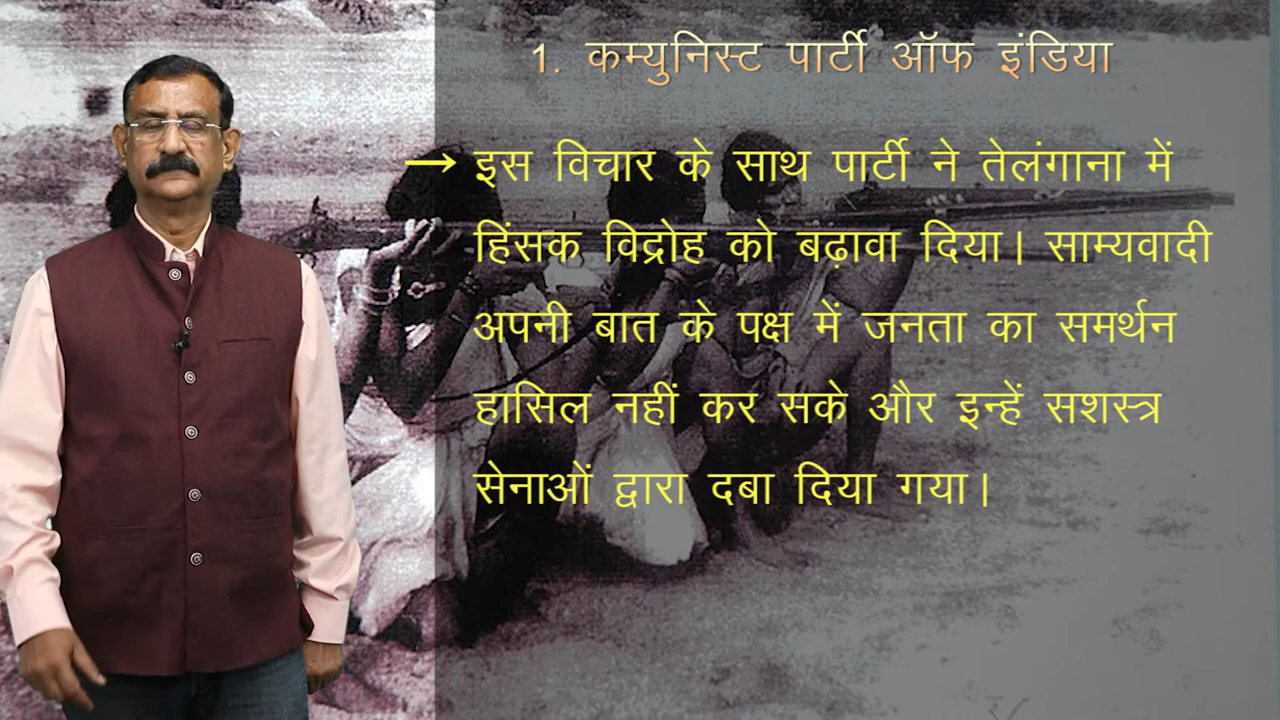 1. कम्युनिस्ट पार्टी ऑफ इंडिया
→ इस विचार के साथ पार्टी ने तेलंगाना में
हिंसक विद्रोह को बढ़ावा दिया। साम्यवादी
अपनी बात के पक्ष में जनता का समर्थन
हासिल नहीं कर सके और इन्हें सशस्त्र
सेनाओं द्वारा दबा दिया गया।